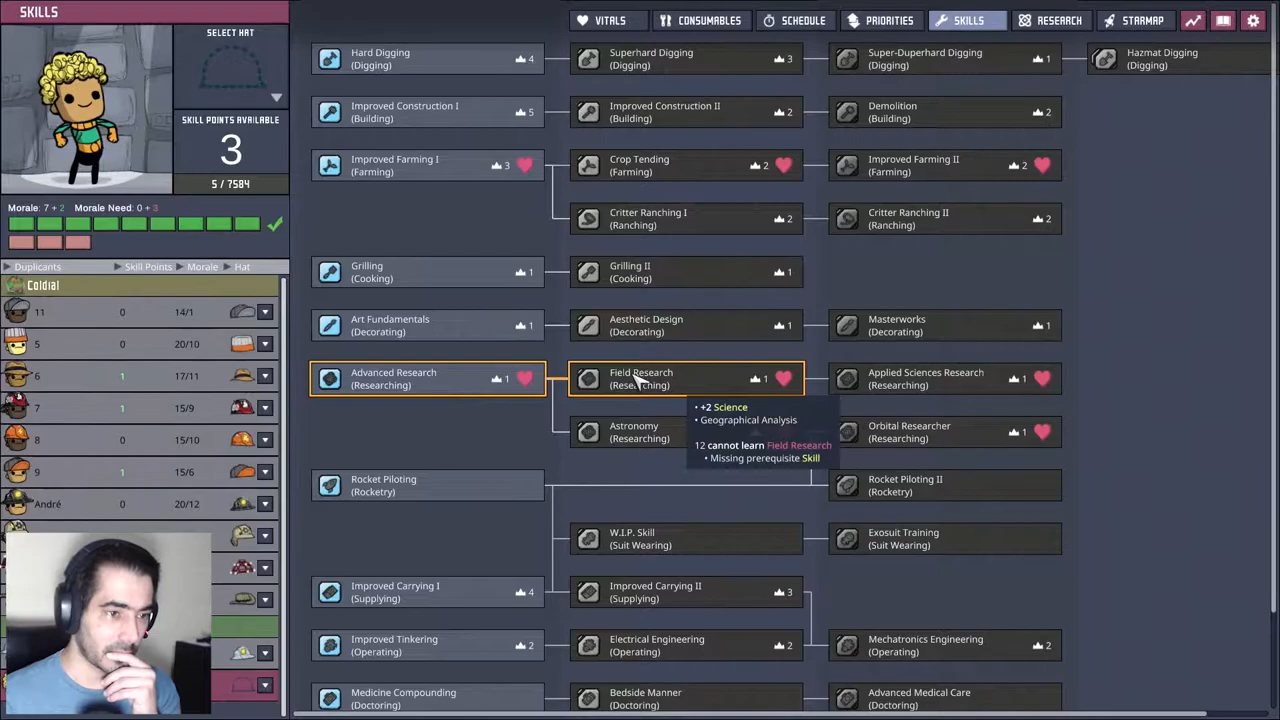 SKILLS
VITALS
CONSUMABLES
SCHEDULE
PRIORITIES
SKILLS
RESEARCH
STARMAP
SELECT HAT
SKILL POINTS AVAILABLE
3
5 / 7584
Morale: 7 + 2 Morale Need: 0 + 3
Duplicants Skill Points Morale Hat
Coldial
11 0 14/1
5 0 20/10
6 1 17/11
7 1 15/9
8 0 15/10
9 1 15/6
André 0 20/12
Hard Digging
(Digging)
4
Superhard Digging
(Digging)
3
Super-Duperhard Digging
(Digging)
1
Hazmat Digging
(Digging)
Improved Construction I
(Building)
5
Improved Construction II
(Building)
2
Demolition
(Building)
2
Improved Farming I
(Farming)
3
Crop Tending
(Farming)
2
Improved Farming II
(Farming)
2
Critter Ranching I
(Ranching)
2
Critter Ranching II
(Ranching)
2
Grilling
(Cooking)
1
Grilling II
(Cooking)
1
Art Fundamentals
(Decorating)
1
Aesthetic Design
(Decorating)
1
Masterworks
(Decorating)
1
Advanced Research
(Researching)
1
Field Research
(Researching)
1
Applied Sciences Research
(Researching)
1
• +2 Science
• Geographical Analysis
12 cannot learn Field Research
• Missing prerequisite Skill
Astronomy
(Researching)
Orbital Researcher
(Researching)
1
Rocket Piloting
(Rocketry)
Rocket Piloting II
(Rocketry)
W.I.P. Skill
(Suit Wearing)
Exosuit Training
(Suit Wearing)
Improved Carrying I
(Supplying)
4
Improved Carrying II
(Supplying)
3
Improved Tinkering
(Operating)
2
Electrical Engineering
(Operating)
2
Mechatronics Engineering
(Operating)
2
Medicine Compounding
(Doctoring)
Bedside Manner
(Doctoring)
Advanced Medical Care
(Doctoring)